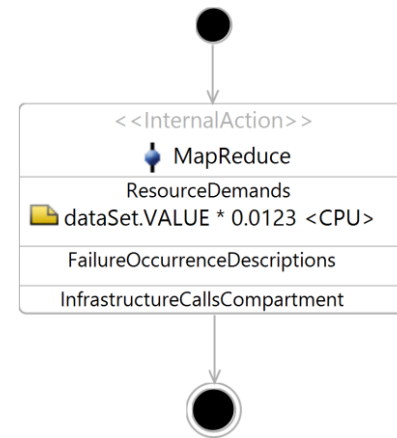 <<InternalAction>>
MapReduce
ResourceDemands
dataSet.VALUE * 0.0123 <CPU>
FailureOccurrenceDescriptions
InfrastructureCallsCompartment